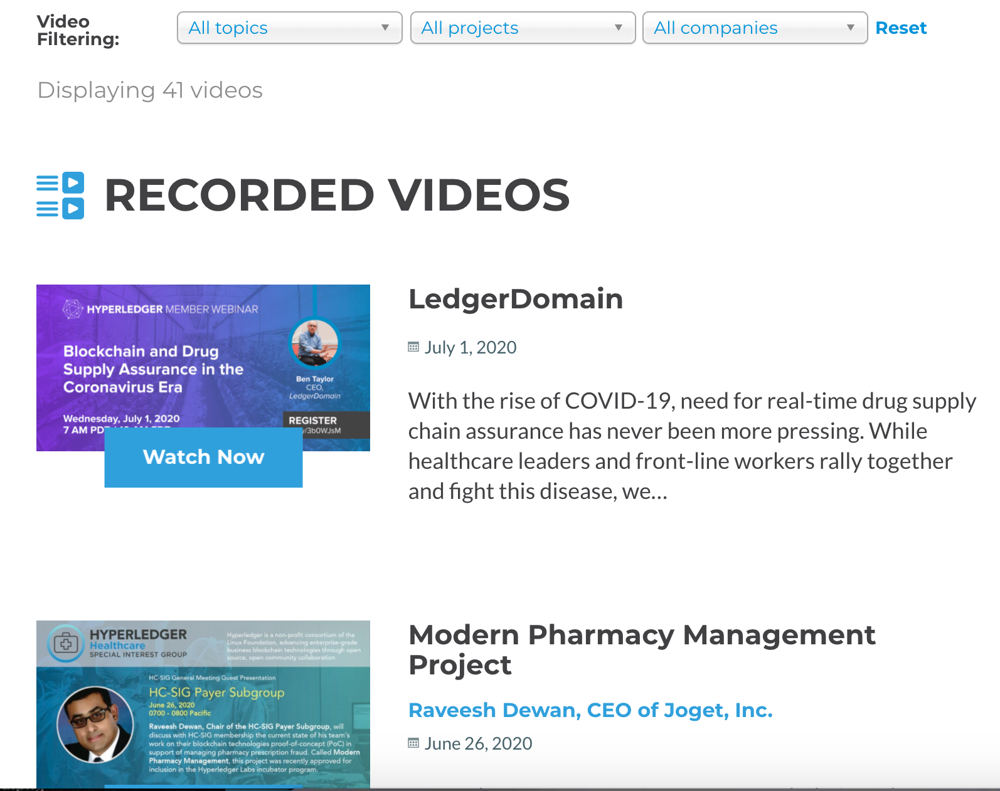 Video
Filtering:
All topics
All projects
All companies
Reset
Displaying 41 videos
RECORDED VIDEOS
HYPERLEDGER MEMBER WEBINAR
Blockchain and Drug
Supply Assurance in the
Coronavirus Era
Wednesday, July 1, 2020
7 AM
Ben Taylor
CEO,
LedgerDomain
REGISTER
/3b0WJsM
Watch Now
LedgerDomain
July 1, 2020
With the rise of COVID-19, need for real-time drug supply
chain assurance has never been more pressing. While
healthcare leaders and front-line workers rally together
and fight this disease, we...
HYPERLEDGER
Healthcare
SPECIAL INTEREST GROUP
Hyperledger is a non-profit consortium of the
Linux Foundation, advancing enterprise-grade
business blockchain technologies through open
source, open community collaboration
HC-SIG General Meeting Guest Presentation
HC-SIG Payer Subgroup
June 26, 2020
0700 - 0800 Pacific
Raveesh Dewan, Chair of the HC-SIG Payer Subgroup, will
discuss with HC-SIG membership the current state of his team's
work on their blockchain technologies proof-of-concept (PoC) in
support of managing pharmacy prescription fraud. Called Modern
Pharmacy Management, this project was recently approved for
inclusion in the Hyperledger Labs incubator program.
Modern Pharmacy Management
Project
Raveesh Dewan, CEO of Joget, Inc.
June 26, 2020